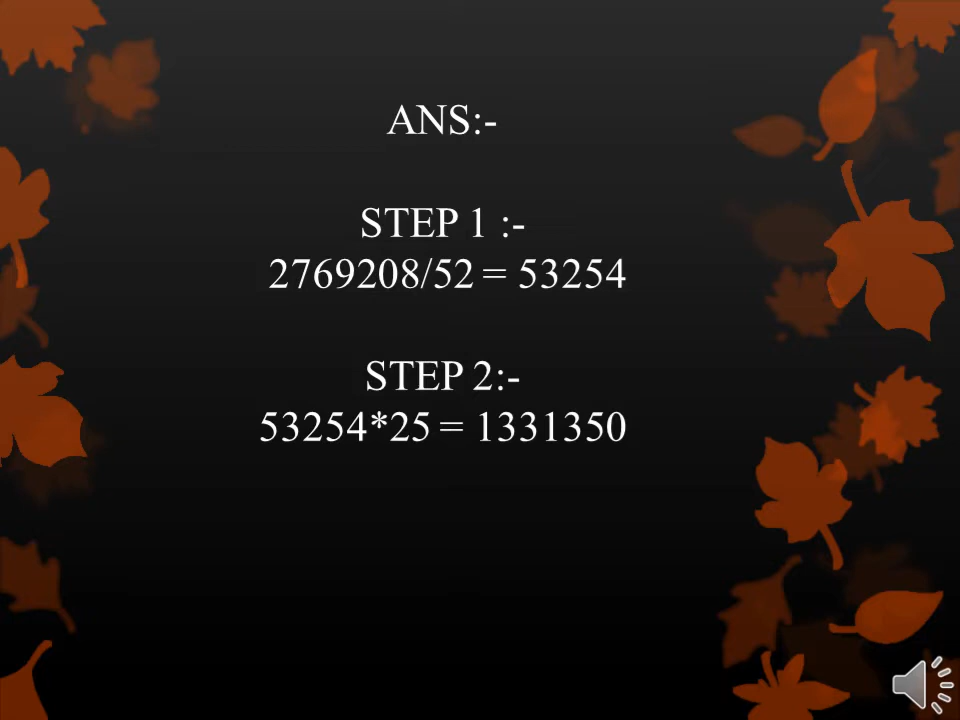 ANS:-
STEP 1 :-
2769208/52 = 53254
STEP 2:-
53254*25 = 1331350